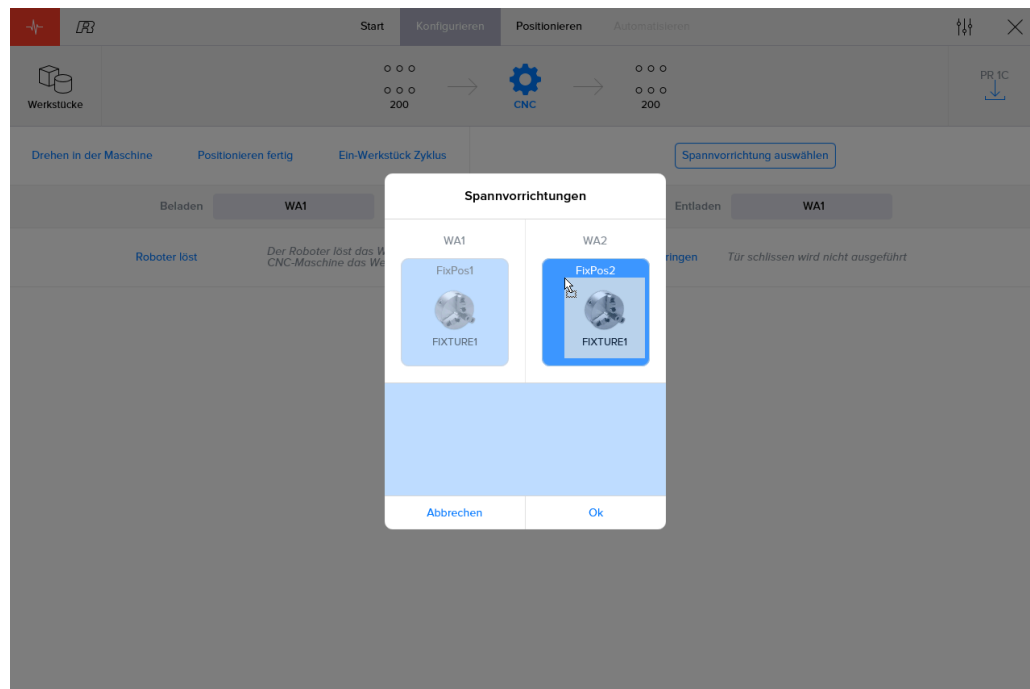 Start
Konfigurieren
Positionieren
Automatisieren
Werkstücke
200
CNC
200
PR 1C
Drehen in der Maschine
Positionieren fertig
Ein-Werkstück Zyklus
Spannvorrichtung auswählen
Beladen
WA1
Entladen
WA1
Roboter löst
Der Roboter löst das W
CNC-Maschine das We
ringen
Tür schlissen wird nicht ausgeführt
Spannvorrichtungen
WA1
WA2
FixPos1
FixPos2
FIXTURE1
FIXTURE1
Abbrechen
Ok